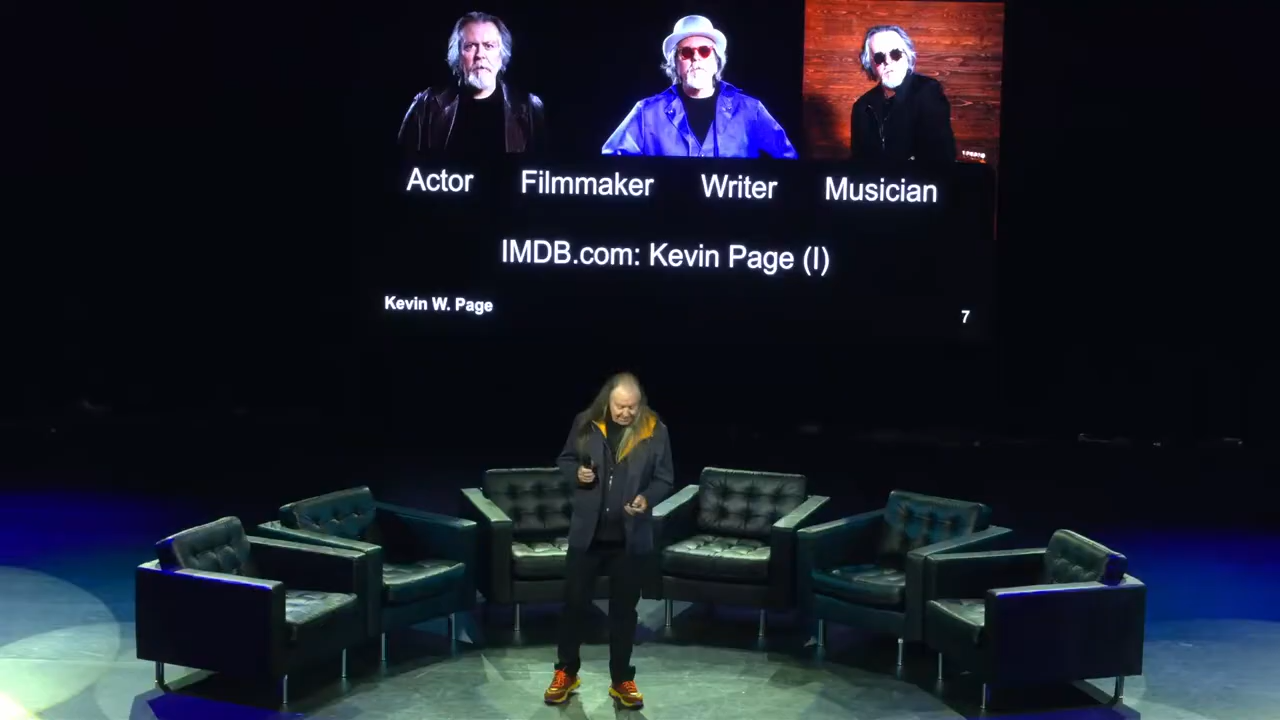 Actor Filmmaker Writer Musician
IMDB.com: Kevin Page (I)
Kevin W. Page
7